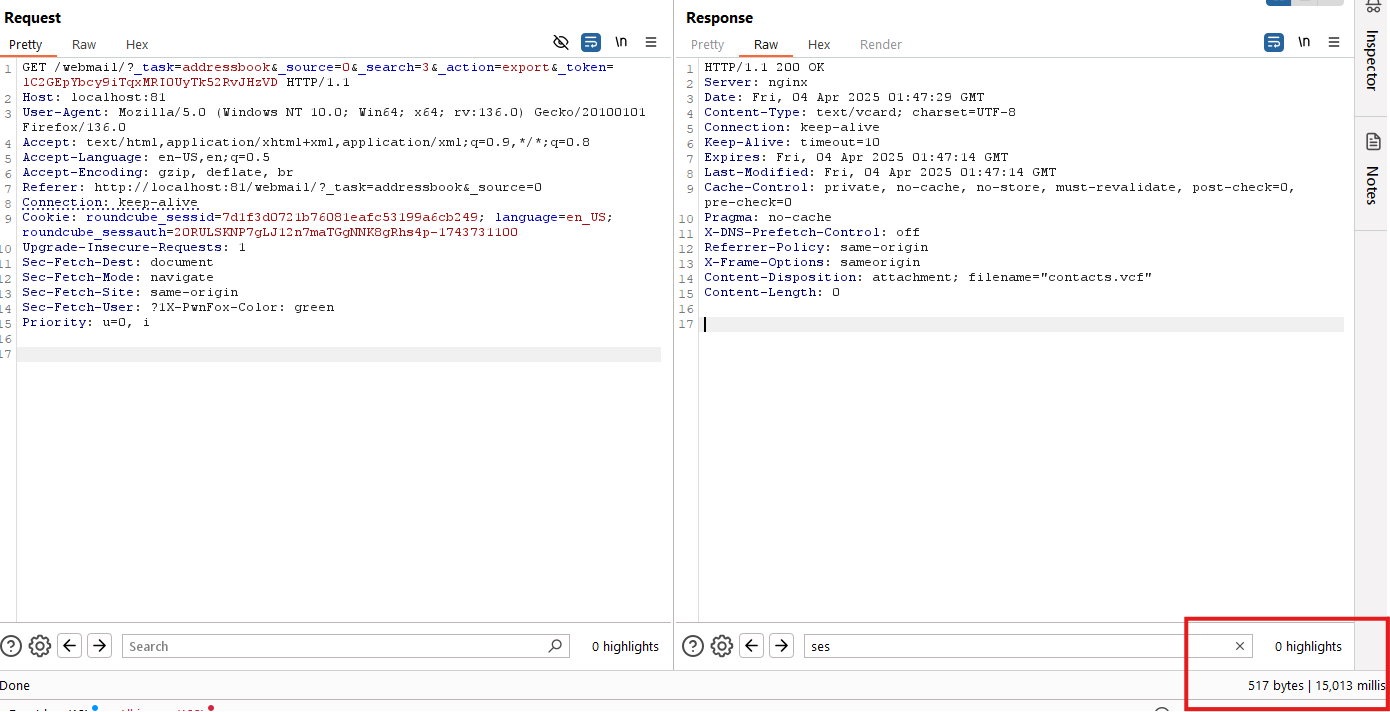 Request
Pretty Raw Hex \n
1 GET /webmail/?_task=addressbook&_source=0&_search=3&_action=export&_token=
lC2GEpYbcy9iTqxMRIOUyTk52RvJHzVD HTTP/1.1
2 Host: localhost:81
3 User-Agent: Mozilla/5.0 (Windows NT 10.0; Win64; x64; rv:136.0) Gecko/20100101
Firefox/136.0
4 Accept: text/html,application/xhtml+xml,application/xml;q=0.9,*/*;q=0.8
5 Accept-Language: en-US,en;q=0.5
6 Accept-Encoding: gzip, deflate, br
7 Referer: http://localhost:81/webmail/?_task=addressbook&_source=0
8 Connection: keep-alive
9 Cookie: roundcube_sessid=7d1f3d0721b76081eafc53199a6cb249; language=en_US;
roundcube_sessauth=20RULSKNP7gLJ12n7maTGgNNK8gRhs4p-1743731100
10 Upgrade-Insecure-Requests: 1
11 Sec-Fetch-Dest: document
12 Sec-Fetch-Mode: navigate
13 Sec-Fetch-Site: same-origin
14 Sec-Fetch-User: ?1X-PwnFox-Color: green
15 Priority: u=0, i
16
17
Search
0 highlights
Done
Response
Pretty Raw Hex Render \n
1 HTTP/1.1 200 OK
2 Server: nginx
3 Date: Fri, 04 Apr 2025 01:47:29 GMT
4 Content-Type: text/vcard; charset=UTF-8
5 Connection: keep-alive
6 Keep-Alive: timeout=10
7 Expires: Fri, 04 Apr 2025 01:47:14 GMT
8 Last-Modified: Fri, 04 Apr 2025 01:47:14 GMT
9 Cache-Control: private, no-cache, no-store, must-revalidate, post-check=0,
pre-check=0
10 Pragma: no-cache
11 X-DNS-Prefetch-Control: off
12 Referrer-Policy: same-origin
13 X-Frame-Options: sameorigin
14 Content-Disposition: attachment; filename="contacts.vcf"
15 Content-Length: 0
16
17
ses
0 highlights
517 bytes | 15,013 millis
Inspector
Notes